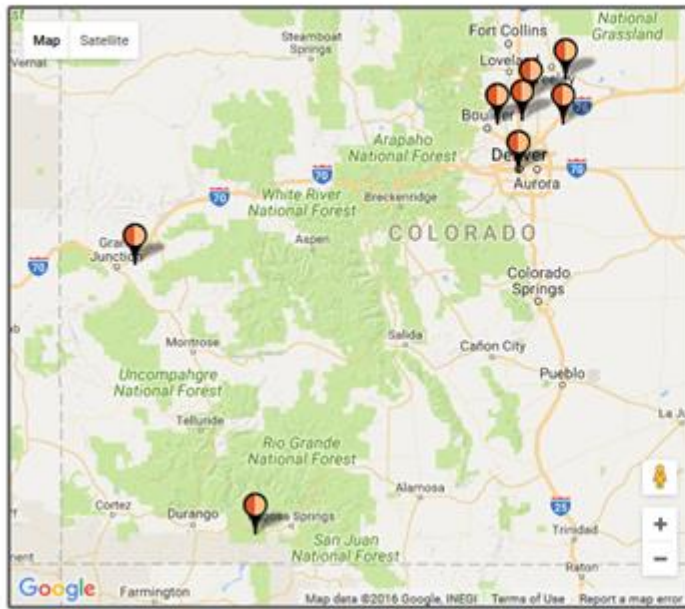 Map Satellite
Vernal
Steamboat
Springs
Fort Collins
National
Grassland
Loveland
Arapaho
National Forest
Denver
Aurora
70
70
70
70
White River
National Forest
Breckenridge
Aspen
COLORADO
Junction
Colorado
Springs
Montrose
Salida
Cañon City
Pueblo
Uncompahgre
National Forest
Telluride
La Ju
Rio Grande
National Forest
Cortez
Durango
Springs
Alamosa
San Juan
National Forest
25
Trinidad
Raton
Farmington
+
−
Google
Map data ©2016 Google, INEGI Terms of Use Report a map error